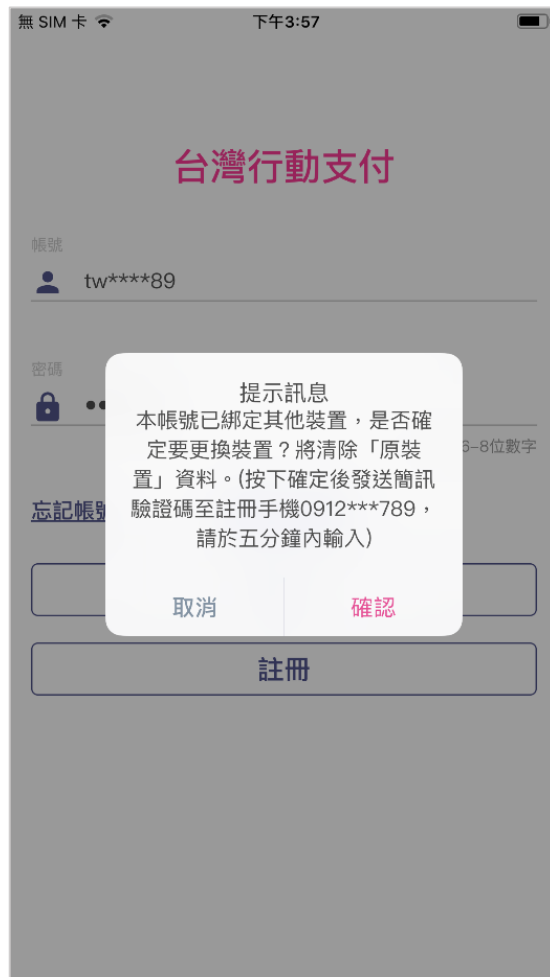 無 SIM 卡 下午3:57
台灣行動支付
帳號
tw****89
密碼
6-8位數字
忘記帳號
提示訊息
本帳號已綁定其他裝置，是否確
定要更換裝置？將清除「原裝
置」資料。(按下確定後發送簡訊
驗證碼至註冊手機0912***789，
請於五分鐘內輸入)
取消 確認
註冊